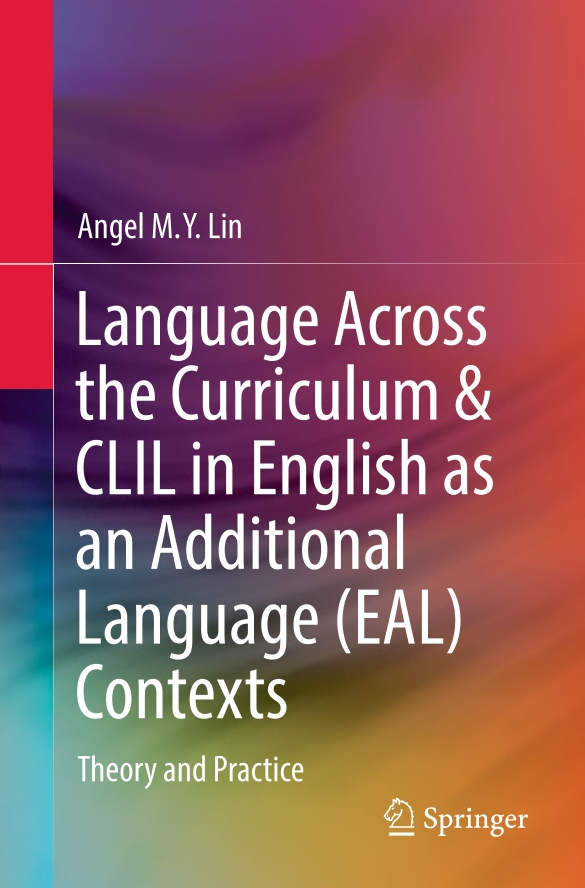 Angel M.Y. Lin
Language Across
the Curriculum &
CLIL in English as
an Additional
Language (EAL)
Contexts
Theory and Practice
Springer